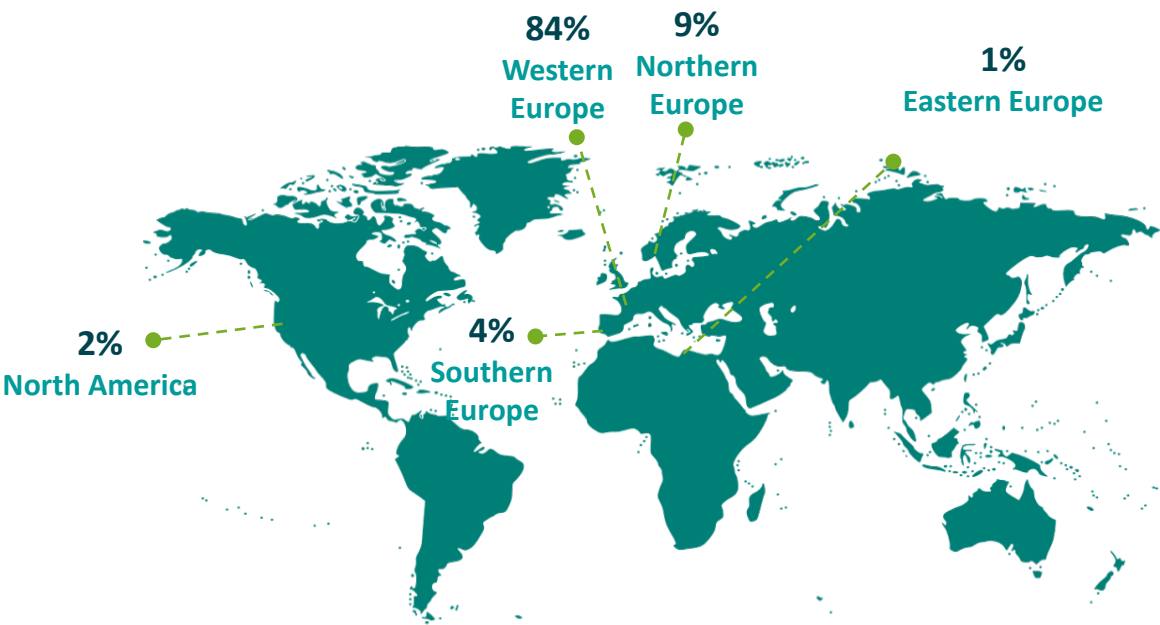 84%
Western
Europe
9%
Northern
Europe
1%
Eastern Europe
2%
North America
4%
Southern
Europe